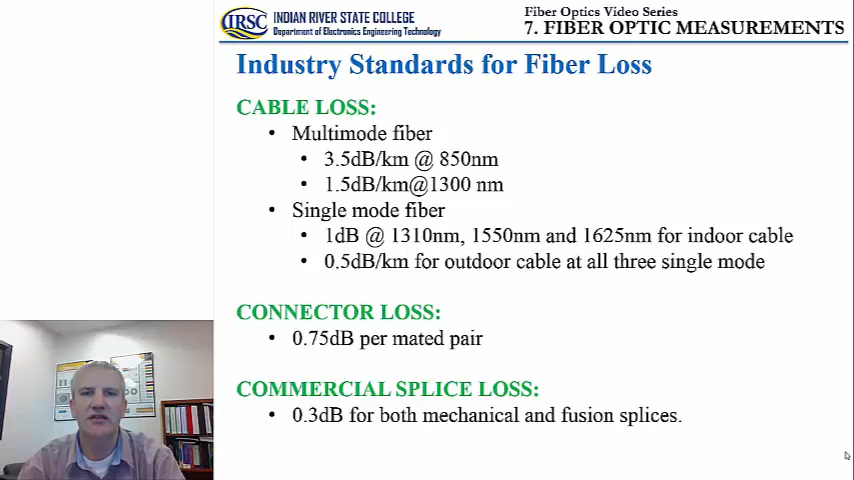 IRSC
INDIAN RIVER STATE COLLEGE
Department of Electronics Engineering Technology
Fiber Optics Video Series
7. FIBER OPTIC MEASUREMENTS
Industry Standards for Fiber Loss
CABLE LOSS:
• Multimode fiber
• 3.5dB/km @ 850nm
• 1.5dB/km@1300 nm
• Single mode fiber
• 1dB @ 1310nm, 1550nm and 1625nm for indoor cable
• 0.5dB/km for outdoor cable at all three single mode
CONNECTOR LOSS:
• 0.75dB per mated pair
COMMERCIAL SPLICE LOSS:
• 0.3dB for both mechanical and fusion splices.